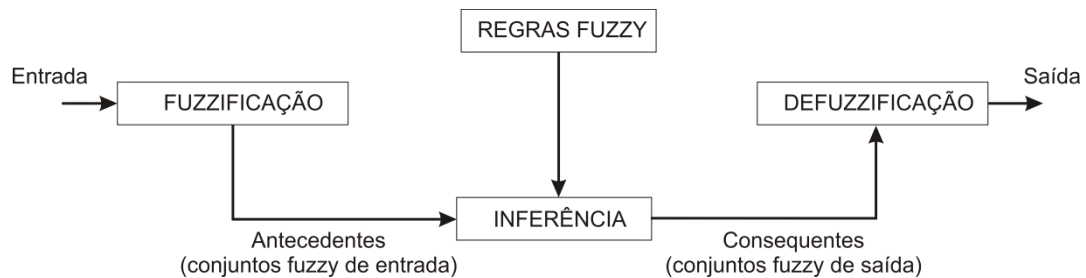 REGRAS FUZZY
Entrada
Saída
FUZZIFICAÇÃO
DEFUZZIFICAÇÃO
INFERÊNCIA
Antecedentes
(conjuntos fuzzy de entrada)
Consequentes
(conjuntos fuzzy de saída)